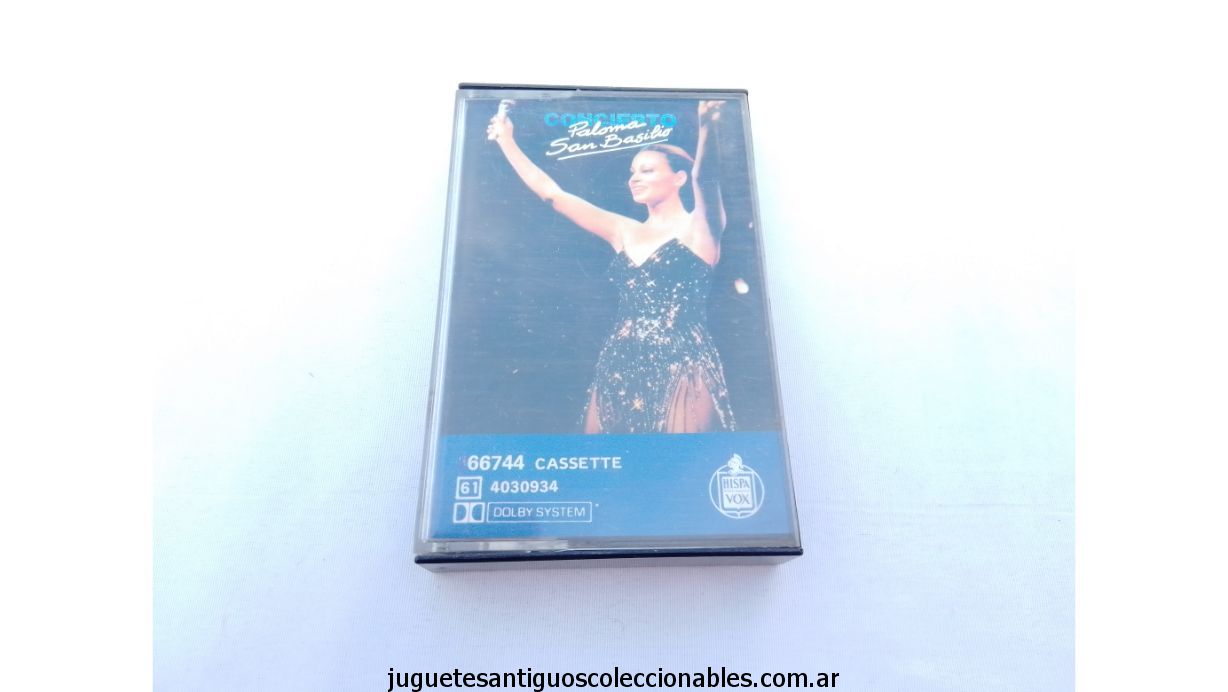 CONCIERTO
Paloma
San Basilio
66744 CASSETTE
61 4030934
DOLBY SYSTEM
HISPA
VOX
juguetesantiguoscoleccionables.com.ar